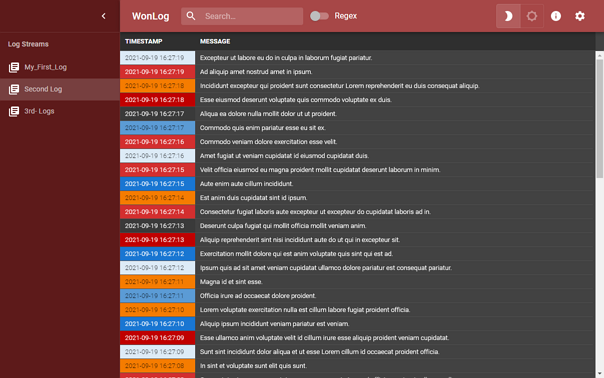 WonLog
Search...
Regex
Log Streams
My_First_Log
Second Log
3rd- Logs
TIMESTAMP MESSAGE
2021-09-19 16:27:19 Excepteur ut labore eu do in culpa in laborum fugiat pariatur.
2021-09-19 16:27:19 Ad aliquip amet nostrud amet in ipsum.
2021-09-19 16:27:18 Incididunt excepteur qui proident sunt consectetur Lorem reprehenderit eu duis consequat aliquip.
2021-09-19 16:27:18 Esse eiusmod deserunt voluptate quis commodo voluptate ex duis.
2021-09-19 16:27:17 Aliqua ea dolore nulla mollit dolor ut ut proident.
2021-09-19 16:27:17 Commodo quis enim pariatur esse eu sit ex.
2021-09-19 16:27:16 Commodo veniam dolore exercitation esse velit.
2021-09-19 16:27:16 Amet fugiat ut veniam cupidatat id eiusmod cupidatat duis.
2021-09-19 16:27:15 Velit officia eiusmod eu magna proident mollit cupidatat deserunt laborum in minim.
2021-09-19 16:27:15 Aute enim aute cillum incididunt.
2021-09-19 16:27:14 Est anim duis cupidatat sint id ipsum.
2021-09-19 16:27:14 Consectetur fugiat laboris aute excepteur ut excepteur do cupidatat laboris ad in.
2021-09-19 16:27:13 Deserunt culpa fugiat qui mollit officia mollit veniam anim.
2021-09-19 16:27:13 Aliquip reprehenderit sint nisi incididunt aute do ut qui in excepteur sit.
2021-09-19 16:27:12 Exercitation mollit dolore qui est anim voluptate quis sint qui est ad.
2021-09-19 16:27:12 Ipsum quis ad sit amet veniam cupidatat ullamco dolore pariatur est consequat pariatur.
2021-09-19 16:27:11 Magna id et sint esse.
2021-09-19 16:27:11 Officia irure ad occaecat dolore proident.
2021-09-19 16:27:10 Lorem voluptate exercitation nulla est cillum labore fugiat proident officia.
2021-09-19 16:27:10 Aliquip ipsum incididunt veniam pariatur est veniam.
2021-09-19 16:27:09 Esse ullamco anim voluptate velit id cillum irure esse aliquip proident veniam cupidatat.
2021-09-19 16:27:09 Sunt sint incididunt dolor aliqua et ut esse Lorem cillum id occaecat proident officia.
2021-09-19 16:27:08 In sint et voluptate sunt elit quis sunt.